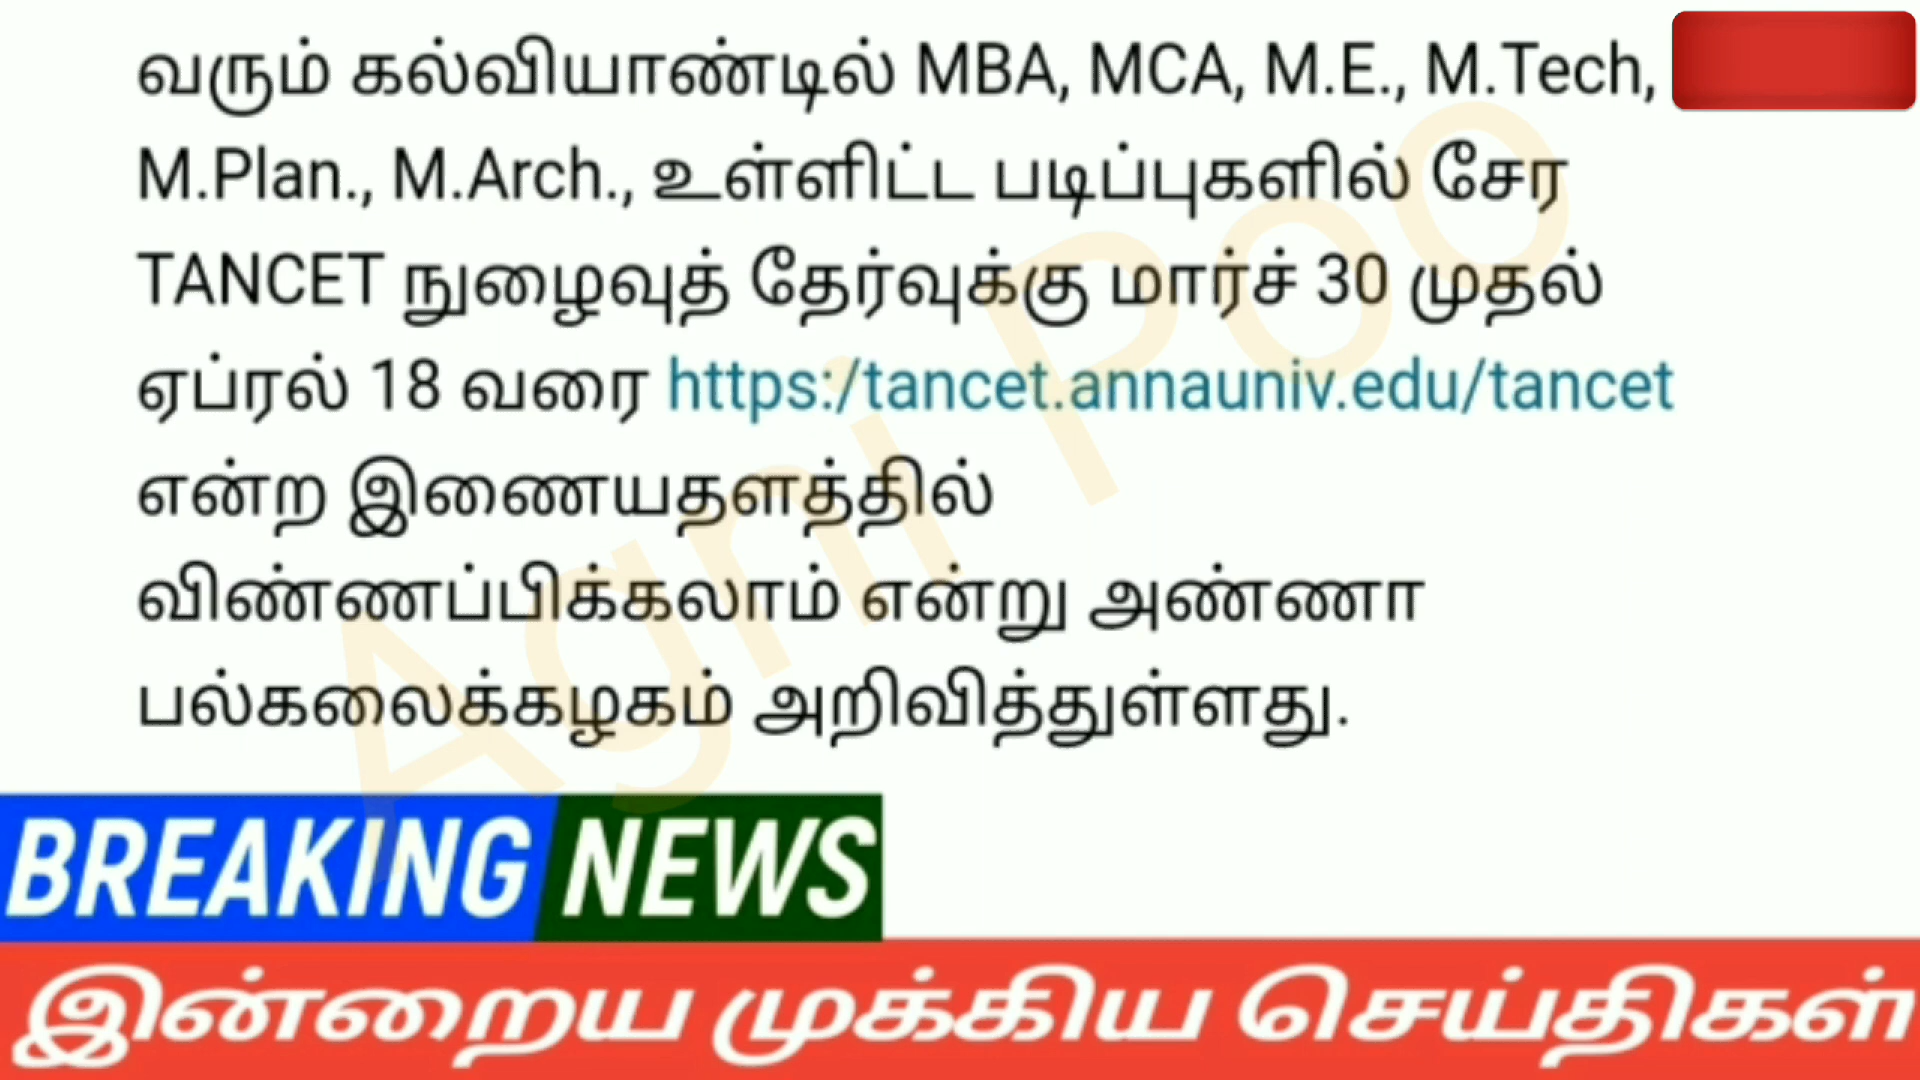 வரும் கல்வியாண்டில் MBA, MCA, M.E., M.Tech,
M.Plan., M.Arch., உள்ளிட்ட படிப்புகளில் சேர
TANCET நுழைவுத் தேர்வுக்கு மார்ச் 30 முதல்
ஏப்ரல் 18 வரை https:/tancet.annauniv.edu/tancet
என்ற இணையதளத்தில்
விண்ணப்பிக்கலாம் என்று அண்ணா
பல்கலைக்கழகம் அறிவித்துள்ளது.
Agni Poo
BREAKING NEWS
இன்றைய முக்கிய செய்திகள்